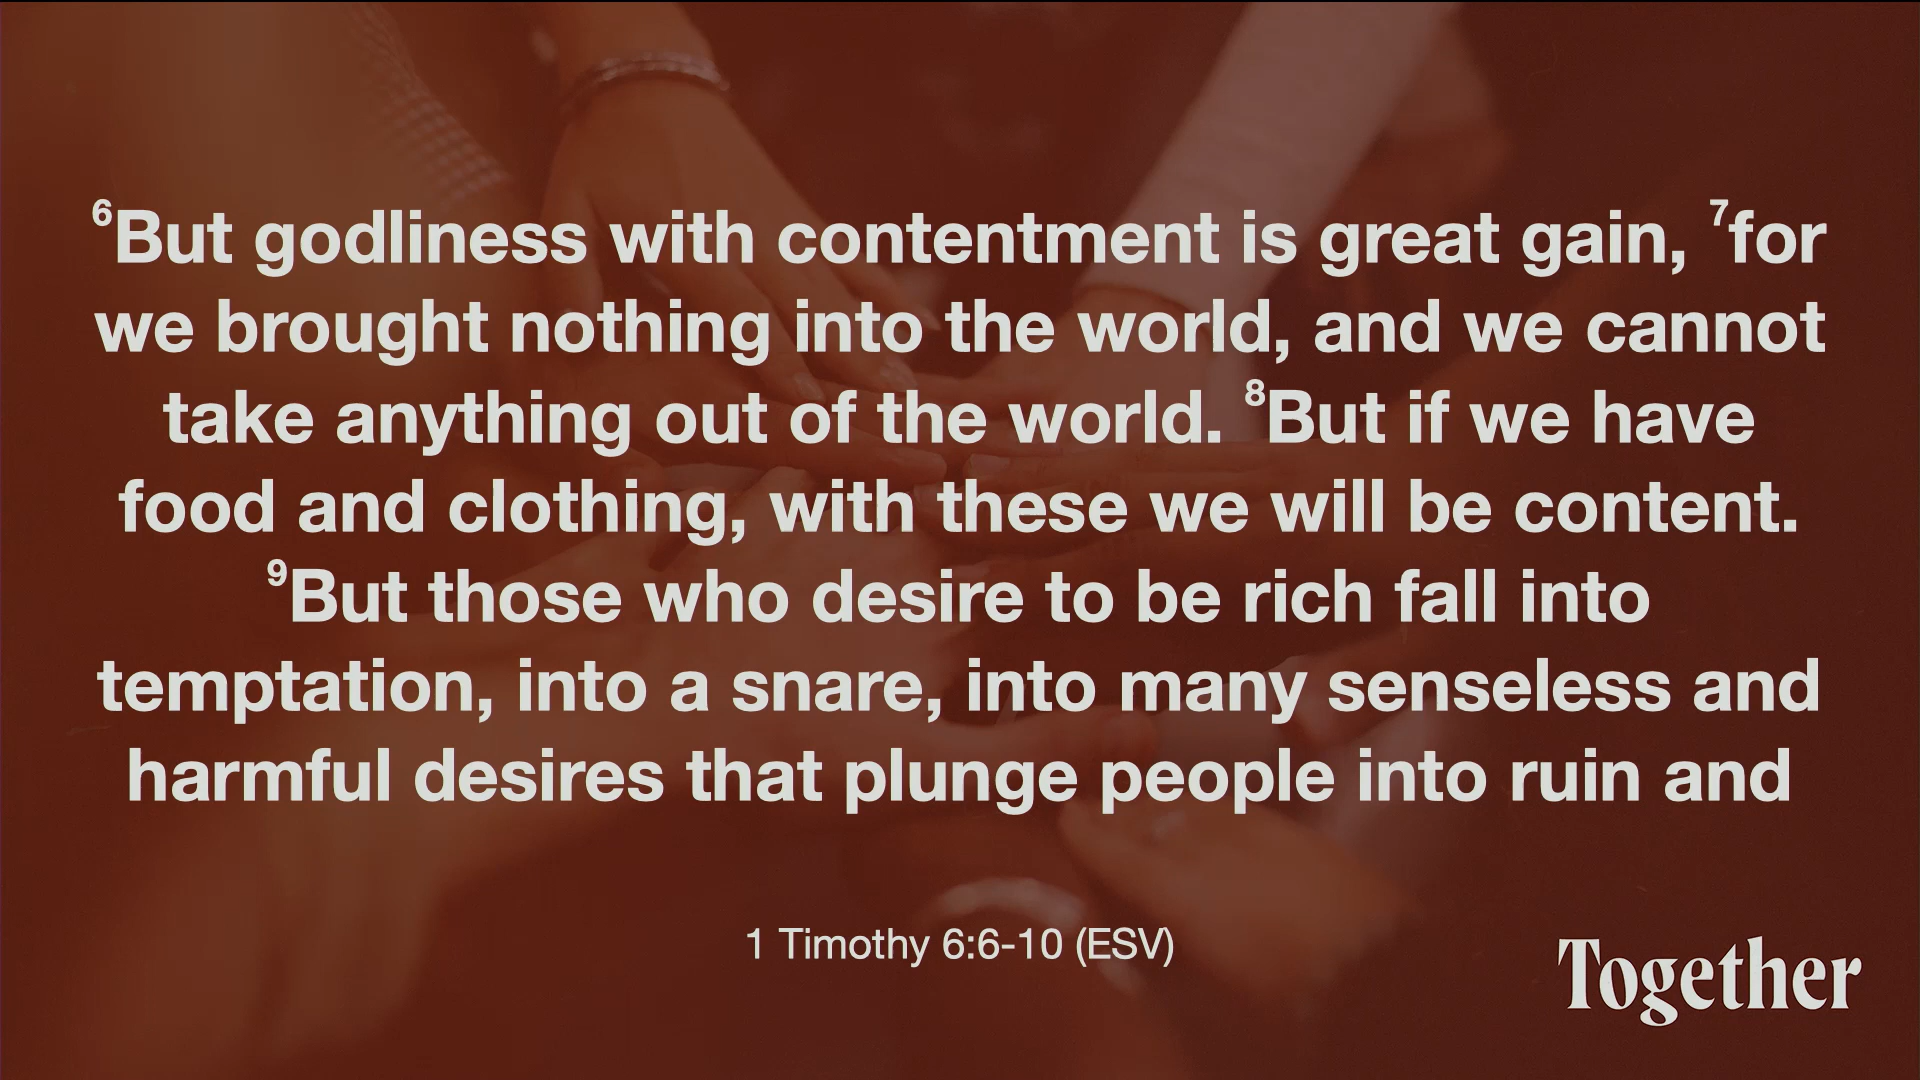 ⁶But godliness with contentment is great gain, ⁷for
we brought nothing into the world, and we cannot
take anything out of the world. ⁸But if we have
food and clothing, with these we will be content.
⁹But those who desire to be rich fall into
temptation, into a snare, into many senseless and
harmful desires that plunge people into ruin and
1 Timothy 6:6-10 (ESV)
Together